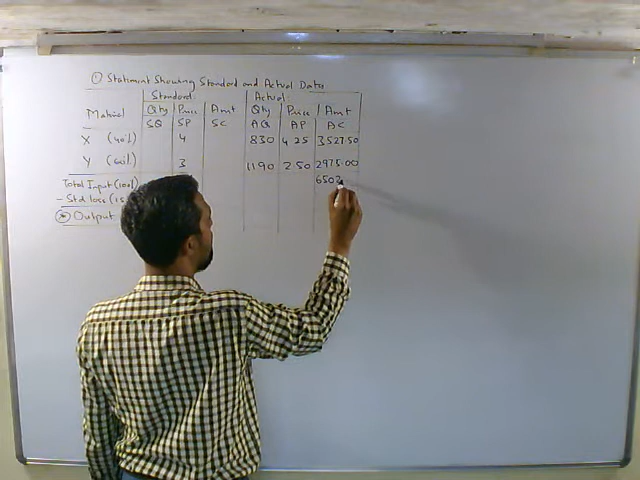 ① Statement Showing Standard and Actual Data
Standard Actual
Material Qty Price Amt Qty Price Amt
SQ SP SC AQ AP AC
X (40%) 4 830 4.25 3527.50
Y (60%) 3 1190 2.50 2975.00
Total Input (100%) 6502
- Std loss (15
Output